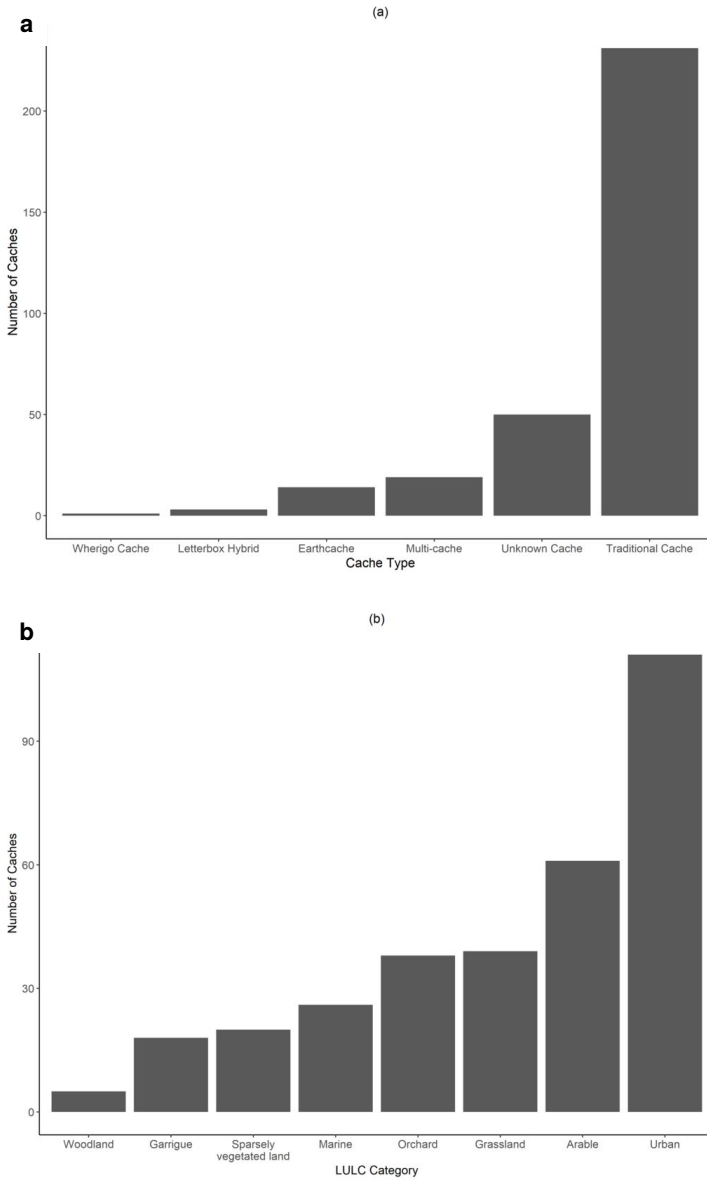 (a)
a
200
150
100
50
0
Number of Caches
Wherigo Cache Letterbox Hybrid Earthcache Multi-cache Unknown Cache Traditional Cache
Cache Type
(b)
b
90
60
30
0
Number of Caches
Woodland Garrigue Sparsely Marine Orchard Grassland Arable Urban
vegetated land
LULC Category